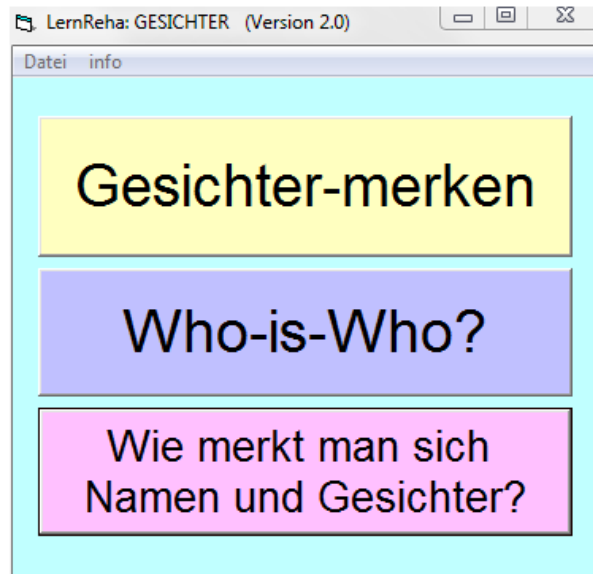 LernReha: GESICHTER (Version 2.0)
Datei info
Gesichter-merken
Who-is-Who?
Wie merkt man sich
Namen und Gesichter?